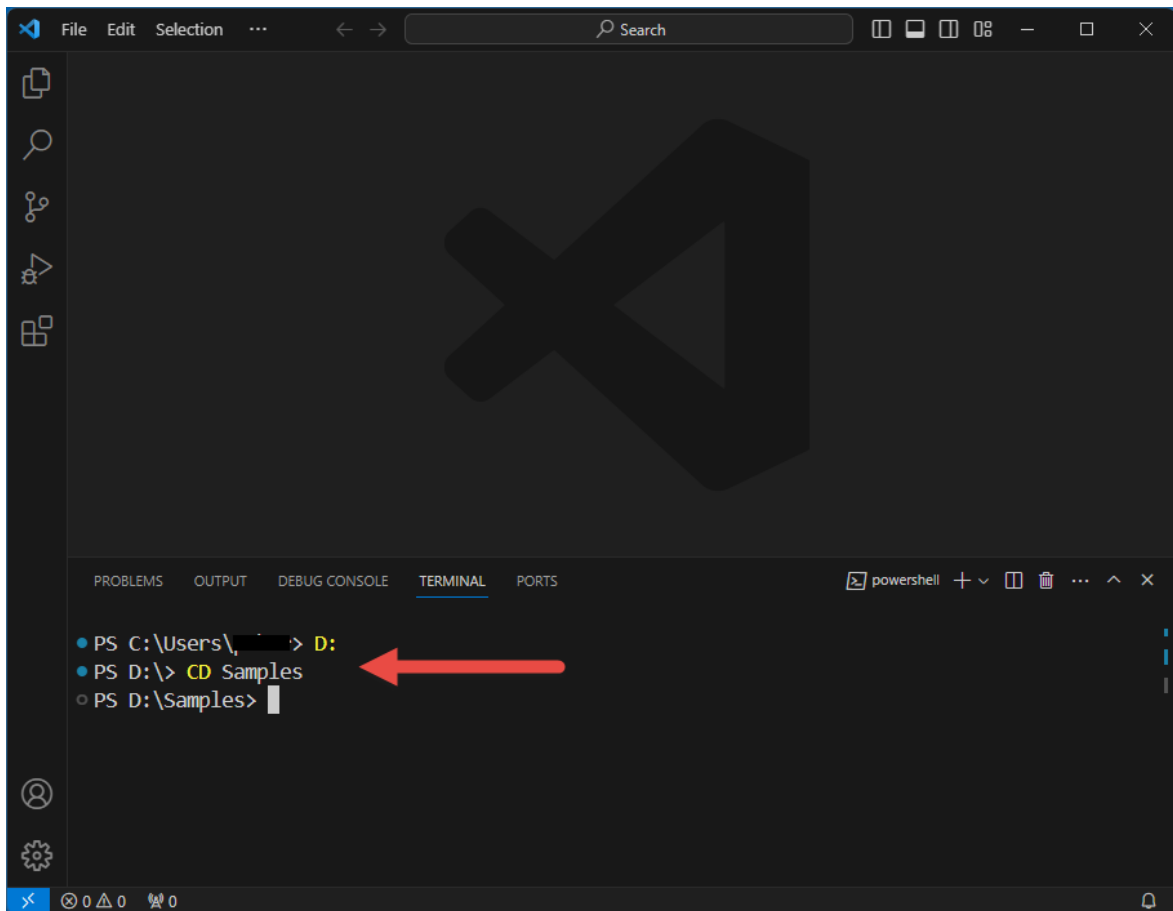 File Edit Selection ··· Search
PROBLEMS OUTPUT DEBUG CONSOLE TERMINAL PORTS powershell
PS C:\Users\ > D:
PS D:\> CD Samples
PS D:\Samples>
0 0 0